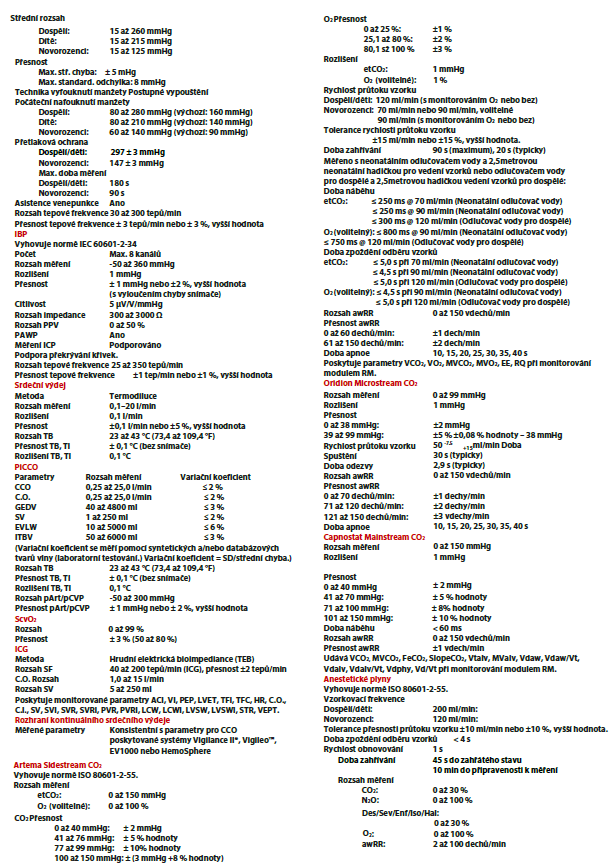 Střední rozsah
Dospělí: 15 až 260 mmHg
Dítě: 15 až 215 mmHg
Novorozenci: 15 až 125 mmHg
Přesnost
Max. stř. chyba: ± 5 mHg
Max. standard. odchylka: 8 mmHg
Technika vyfouknutí manžety Postupné vypouštění
Počáteční nafouknutí manžety
Dospělí: 80 až 280 mmHg (výchozí: 160 mmHg)
Dítě: 80 až 210 mmHg (výchozí: 140 mmHg)
Novorozenci: 60 až 140 mmHg (výchozí: 90 mmHg)
Přetlaková ochrana
Dospělí/děti: 297 ± 3 mmHg
Novorozenci: 147 ± 3 mmHg
Max. doba měření
Dospělí/děti: 180 s
Novorozenci: 90 s
Asistence venepunkce Ano
Rozsah tepové frekvence 30 až 300 tepů/min
Přesnost tepové frekvence ± 3 tepů/min nebo ± 3 %, vyšší hodnota
IBP
Vyhovuje normě IEC 60601-2-34
Počet Max. 8 kanálů
Rozsah měření -50 až 360 mmHg
Rozlišení 1 mmHg
Přesnost ± 1 mmHg nebo ±2 %, vyšší hodnota
(s vyloučením chyby snímače)
Citlivost 5 µV/V/mmHg
Rozsah impedance 300 až 3000 Ω
Rozsah PPV 0 až 50 %
PAWP Ano
Měření ICP Podporováno
Podpora překrývání křivek.
Rozsah tepové frekvence 25 až 350 tepů/min
Přesnost tepové frekvence ±1 tep/min nebo ±1 %, vyšší hodnota
Srdeční výdej
Metoda Termodiluce
Rozsah měření 0,1–20 l/min
Rozlišení 0,1 l/min
Přesnost ±0,1 l/min nebo ±5 %, vyšší hodnota
Rozsah TB 23 až 43 °C (73,4 až 109,4 °F)
Přesnost TB, TI ± 0,1 °C (bez snímače)
Rozlišení TB, TI 0,1 °C
PiCCO
Parametry Rozsah měření Variační koeficient
CCO 0,25 až 25,0 l/min ≤ 2 %
C.O. 0,25 až 25,0 l/min ≤ 2 %
GEDV 40 až 4800 ml ≤ 3 %
SV 1 až 250 ml ≤ 2 %
EVLW 10 až 5000 ml ≤ 6 %
ITBV 50 až 6000 ml ≤ 3 %
(Variační koeficient se měří pomocí syntetických a/nebo databázových
tvarů vlny (laboratorní testování.) Variační koeficient = SD/střední chyba.)
Rozsah TB 23 až 43 °C (73,4 až 109,4 °F)
Přesnost TB, TI ± 0,1 °C (bez snímače)
Rozlišení TB, TI 0,1 °C
Rozsah pArt/pCVP -50 až 300 mmHg
Přesnost pArt/pCVP ± 1 mmHg nebo ± 2 %, vyšší hodnota
ScvO₂
Rozsah 0 až 99 %
Přesnost ± 3 % (50 až 80 %)
ICG
Metoda Hrudní elektrická bioimpedance (TEB)
Rozsah SF 40 až 200 tepů/min (ICG), přesnost ±2 tepů/min
C.O. Rozsah 1,0 až 15 l/min
Rozsah SV 5 až 250 ml
Poskytuje monitorované parametry ACI, VI, PEP, LVET, TFI, TFC, HR, C.O.,
C.I., SV, SVI, SVR, SVRI, PVR, PVRI, LCW, LCWI, LVSW, LVSWI, STR, VEPT.
Rozhraní kontinuálního srdečního výdeje
Měřené parametry Konsistentní s parametry pro CCO
poskytované systémy Vigilance II®, Vigileo™,
EV1000 nebo HemoSphere
Artema Sidestream CO₂
Vyhovuje normě ISO 80601-2-55.
Rozsah měření
etCO₂: 0 až 150 mmHg
O₂ (volitelné): 0 až 100 %
CO₂ Přesnost
0 až 40 mmHg: ± 2 mmHg
41 až 76 mmHg: ± 5 % hodnoty
77 až 99 mmHg: ± 10% hodnoty
100 až 150 mmHg: ± (3 mmHg +8 % hodnoty)
O₂ Přesnost
0 až 25 %: ±1 %
25,1 až 80 %: ±2 %
80,1 sž 100 % ±3 %
Rozlišení
etCO₂: 1 mmHg
O₂ (volitelné): 1 %
Rychlost průtoku vzorku
Dospělí/děti: 120 ml/min (s monitorováním O₂ nebo bez)
Novorozenci: 70 ml/min nebo 90 ml/min, volitelné
90 ml/min (s monitorováním O₂ nebo bez)
Tolerance rychlosti průtoku vzorku
±15 ml/min nebo ±15 %, vyšší hodnota.
Doba zahřívání 90 s (maximum), 20 s (typicky)
Měřeno s neonatálním odlučovačem vody a 2,5metrovou
neonatální hadičkou pro vedení vzorků nebo odlučovačem vody
pro dospělé a 2,5metrovou hadičkou vedení vzorků pro dospělé:
Doba náběhu
etCO₂: ≤ 250 ms @ 70 ml/min (Neonatální odlučovač vody)
≤ 250 ms @ 90 ml/min (Neonatální odlučovač vody)
≤ 300 ms @ 120 ml/min (Odlučovač vody pro dospělé)
O₂ (volitelný): ≤ 800 ms @ 90 ml/min (Neonatální odlučovač vody)
≤ 750 ms @ 120 ml/min (Odlučovač vody pro dospělé)
Doba zpoždění odběru vzorků
etCO₂: ≤ 5,0 s při 70 ml/min (Neonatální odlučovač vody)
≤ 4,5 s při 90 ml/min (Neonatální odlučovač vody)
≤ 5,0 s při 120 ml/min (Odlučovač vody pro dospělé)
O₂ (volitelný): ≤ 4,5 s při 90 ml/min (Neonatální odlučovač vody)
≤ 5,0 s při 120 ml/min (Odlučovač vody pro dospělé)
Rozsah awRR 0 až 150 vdechů/min
Přesnost awRR
0 až 60 dechů/min: ±1 dech/min
61 až 150 dechů/min: ±2 dech/min
Doba apnoe 10, 15, 20, 25, 30, 35, 40 s
Poskytuje parametry VCO₂, VO₂, MVCO₂, MVO₂, EE, RQ při monitorování
modulem RM.
Oridion Microstream CO₂
Rozsah měření 0 až 99 mmHg
Rozlišení 1 mmHg
Přesnost
0 až 38 mmHg: ±2 mmHg
39 až 99 mmHg: ±5 % ±0,08 % hodnoty – 38 mmHg
Rychlost průtoku vzorku 50 -7.5 +15ml/min Doba
Spuštění 30 s (typicky)
Doba odezvy 2,9 s (typicky)
Rozsah awRR 0 až 150 vdechů/min
Přesnost awRR
0 až 70 dechů/min: ±1 dechy/min
71 až 120 dechů/min: ±2 dechy/min
121 až 150 dechů/min: ±3 vdechy/min
Doba apnoe 10, 15, 20, 25, 30, 35, 40 s
Capnostat Mainstream CO₂
Rozsah měření 0 až 150 mmHg
Rozlišení 1 mmHg
Přesnost
0 až 40 mmHg ± 2 mmHg
41 až 70 mmHg: ± 5 % hodnoty
71 až 100 mmHg: ± 8% hodnoty
101 až 150 mmHg: ± 10 % hodnoty
Doba náběhu < 60 ms
Rozsah awRR 0 až 150 vdechů/min
Přesnost awRR ±1 vdech/min
Udává VCO₂, MVCO₂, FeCO₂, SlopeCO₂, Vtalv, MValv, Vdaw, Vdaw/Vt,
Vdalv, Vdalv/Vt, Vdphy, Vd/Vt při monitorování modulem RM.
Anestetické plyny
Vyhovuje normě ISO 80601-2-55.
Vzorkovací frekvence
Dospělí/děti: 200 ml/min:
Novorozenci: 120 ml/min:
Tolerance přesnosti průtoku vzorku ±10 ml/min nebo ±10 %, vyšší hodnota.
Doba zpoždění odběru vzorků < 4 s
Rychlost obnovování 1 s
Doba zahřívání 45 s do zahřátého stavu
10 min do připravenosti k měření
Rozsah měření
CO₂: 0 až 30 %
N₂O: 0 až 100 %
Des/Sev/Enf/Iso/Hal:
0 až 30 %
O₂: 0 až 100 %
awRR: 2 až 100 dechů/min